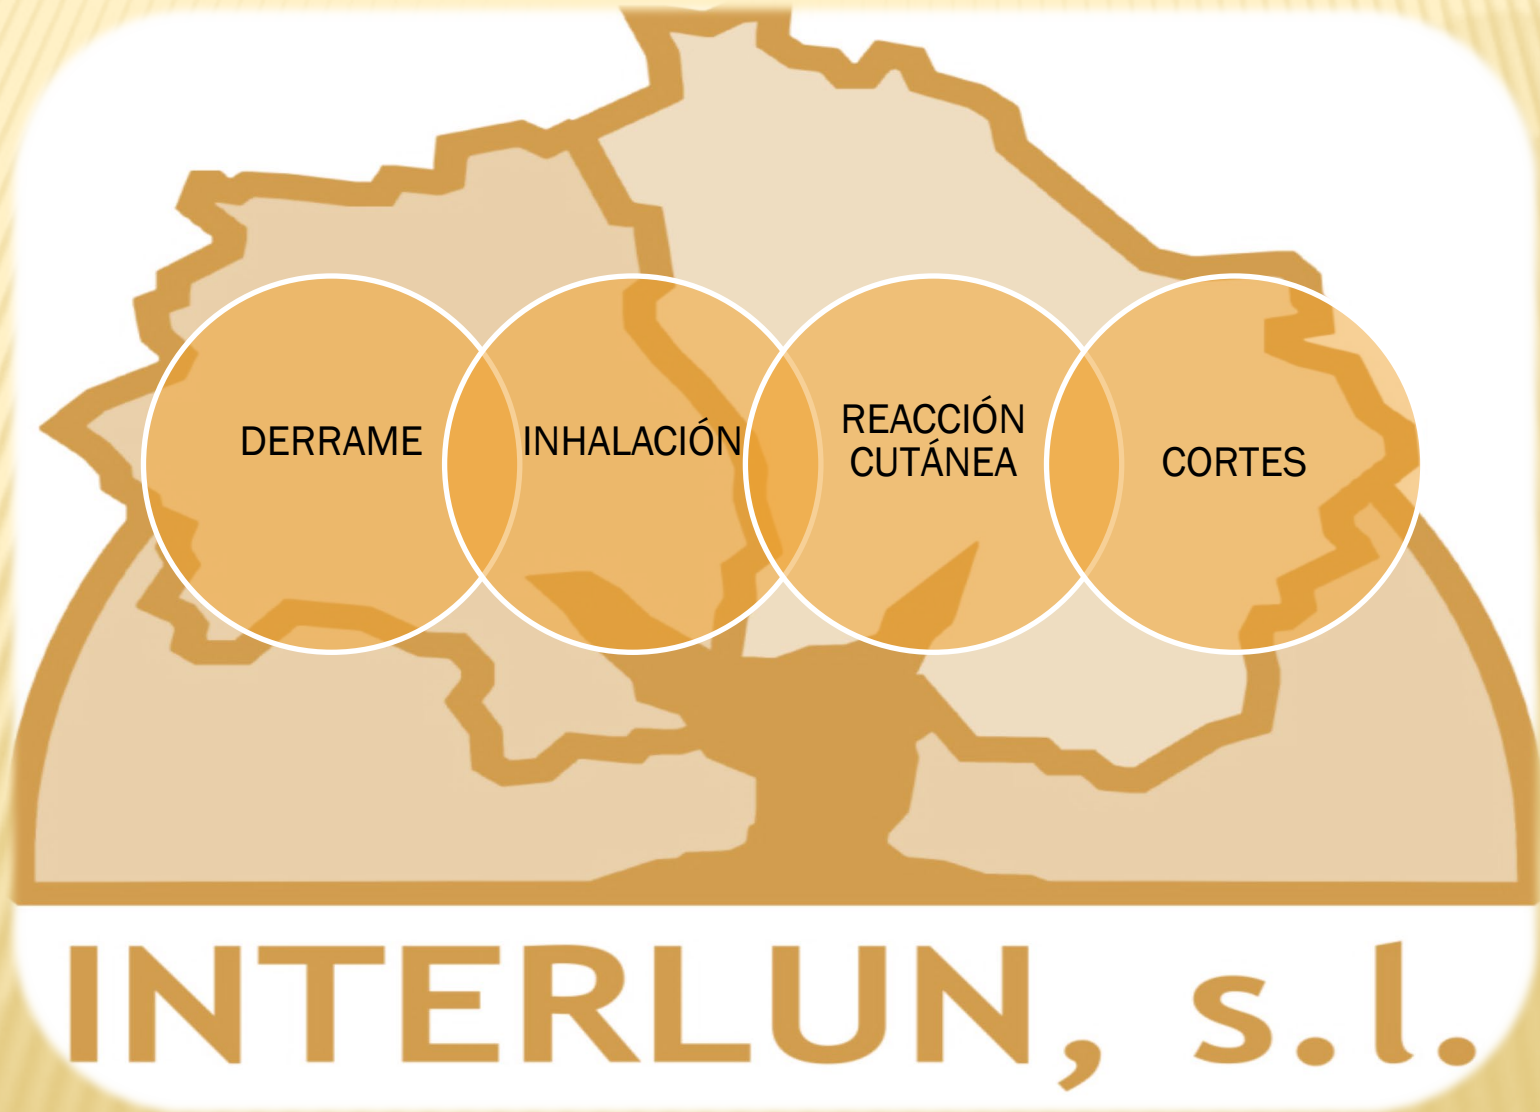 DERRAME
INHALACIÓN
REACCIÓN
CUTÁNEA
CORTES
INTERLUN, s.l.